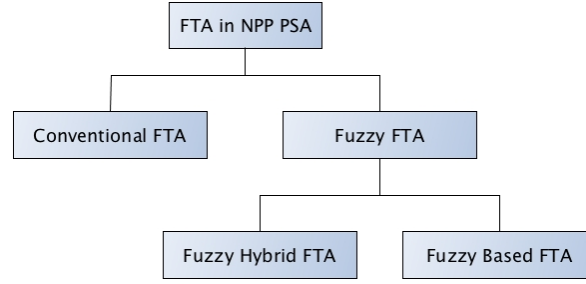 FTA in NPP PSA
Conventional FTA
Fuzzy FTA
Fuzzy Hybrid FTA
Fuzzy Based FTA